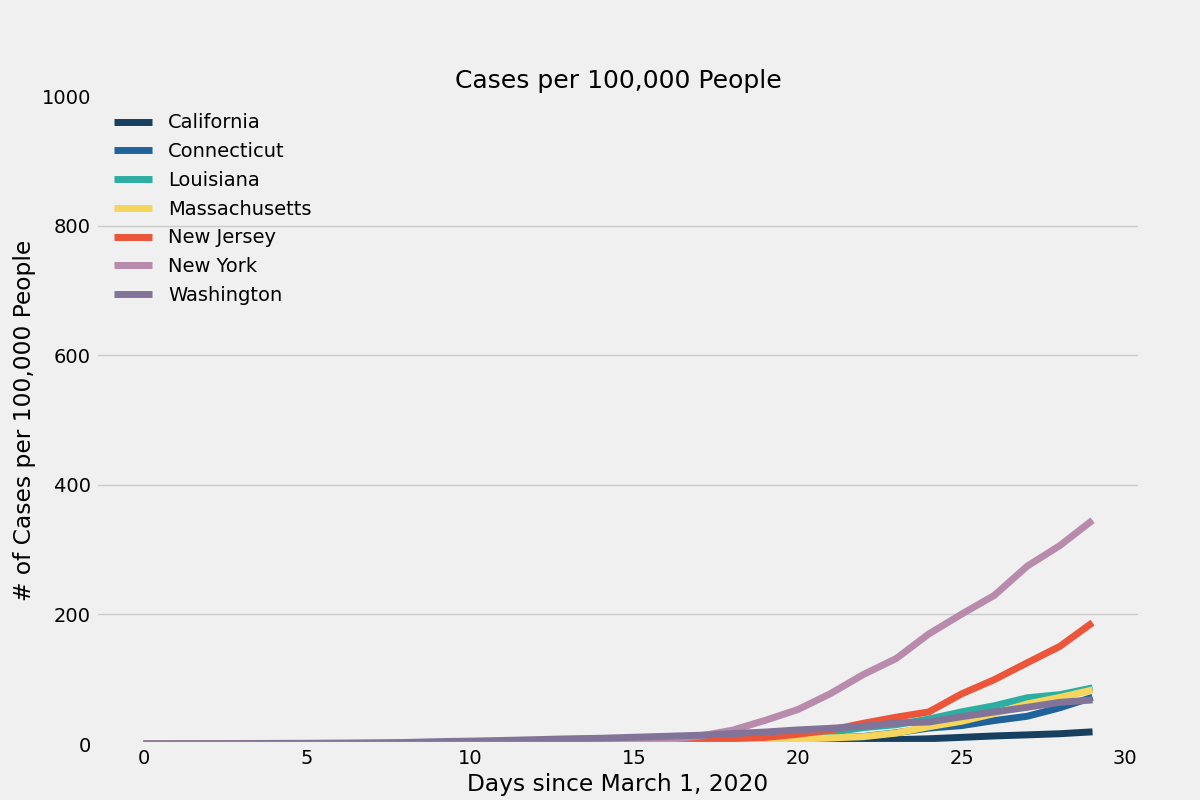 Cases per 100,000 People
1000
800
600
400
200
0
# of Cases per 100,000 People
California
Connecticut
Louisiana
Massachusetts
New Jersey
New York
Washington
0 5 10 15 20 25 30
Days since March 1, 2020